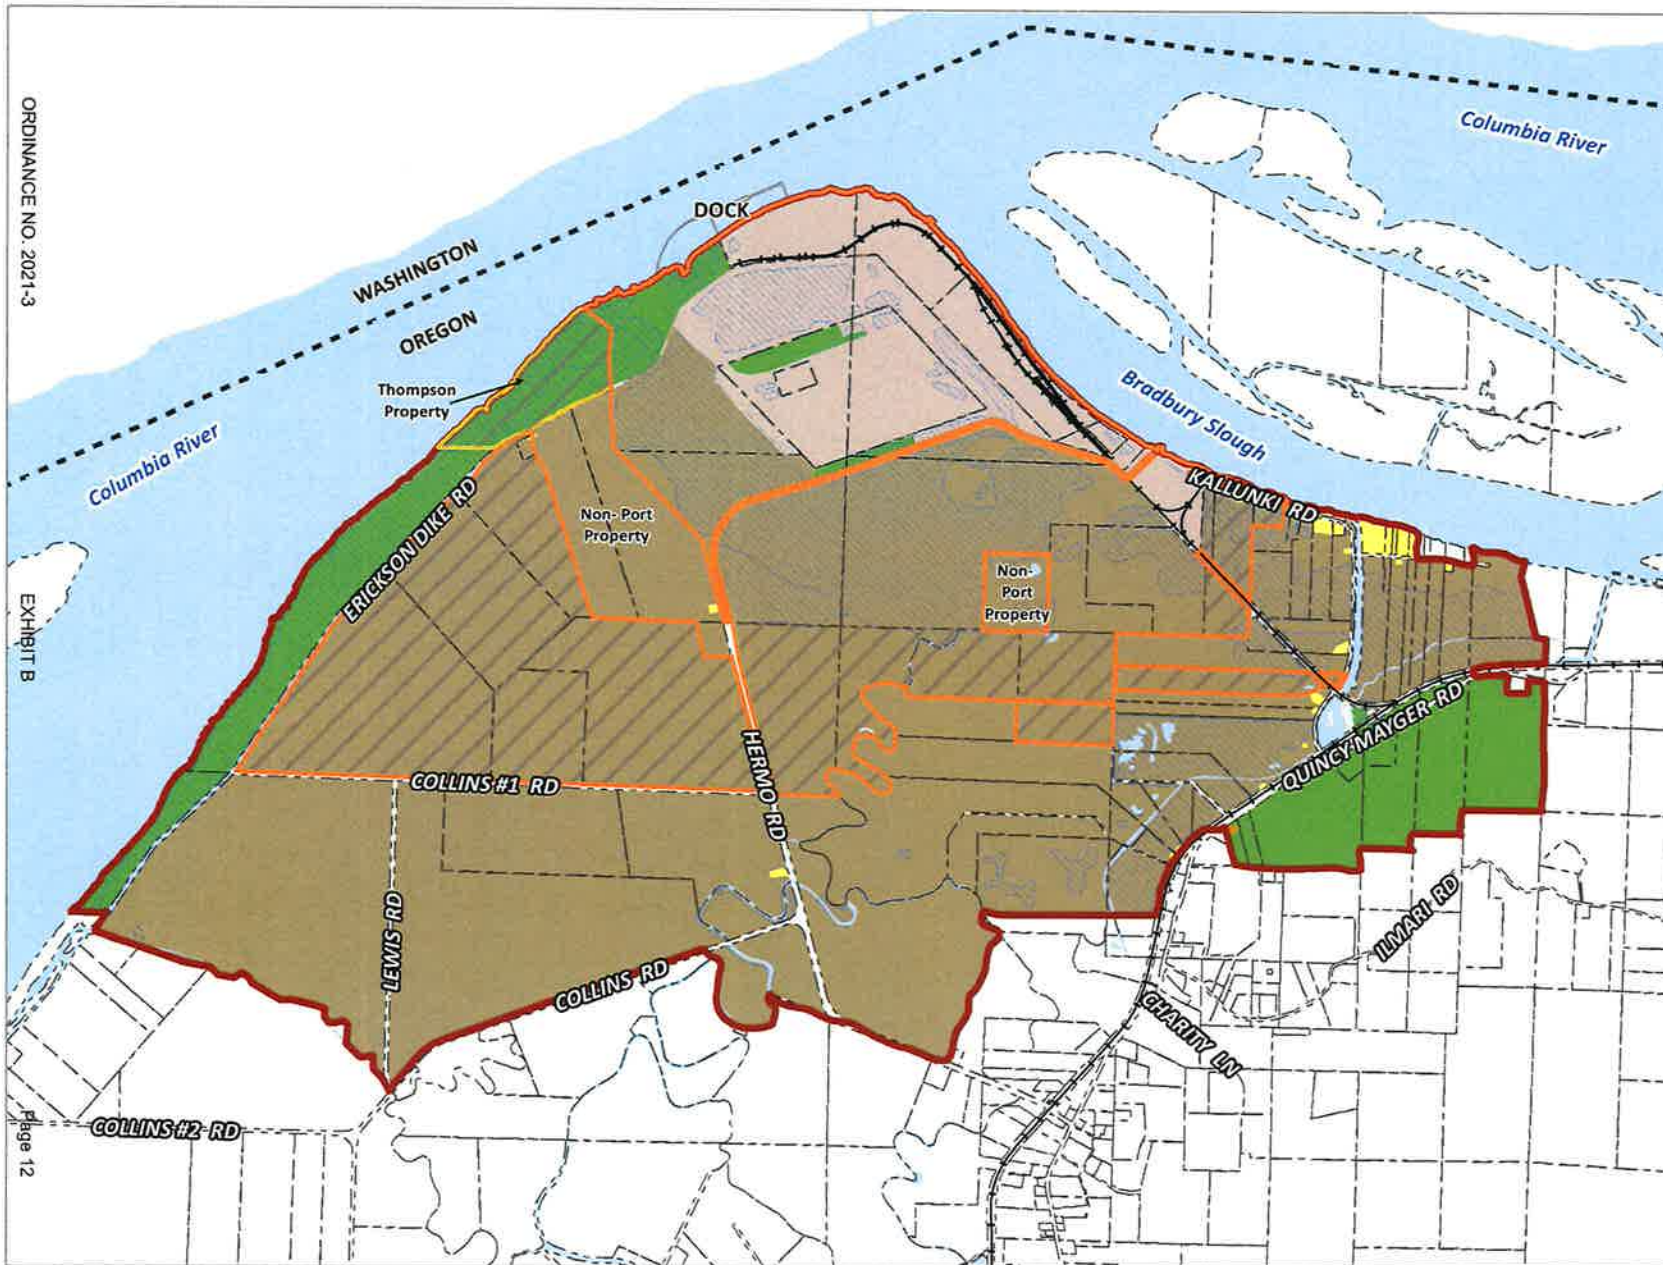 Columbia River
DOCK
WASHINGTON
OREGON
Thompson
Property
Bradbury Slough
Columbia River
KALLUNKI RD
ERICKSON DIKE RD
Non- Port
Property
Non-
Port
Property
QUINCY MAYGER RD
HERMO RD
COLLINS #1 RD
LEWIS RD
COLLINS RD
ILMARI RD
CHARITY LN
COLLINS #2 RD
ORDINANCE NO. 2021-3
EXHIBIT B
Page 12